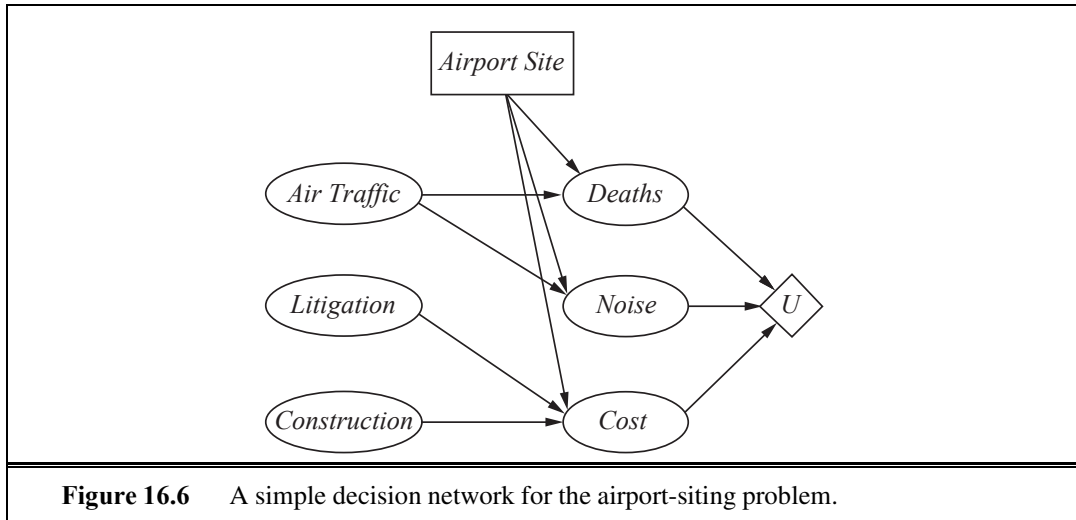 Airport Site
Air Traffic
Deaths
Litigation
Noise
U
Construction
Cost
Figure 16.6 A simple decision network for the airport-siting problem.